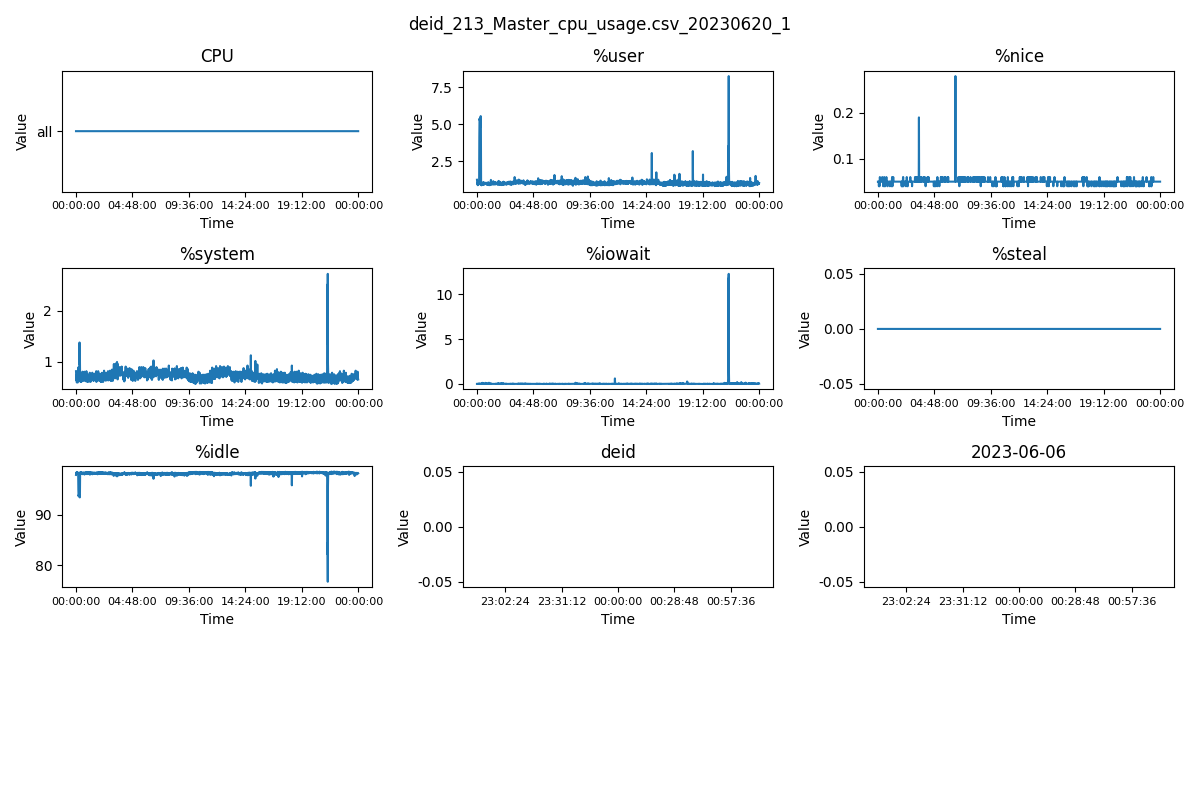 deid_213_Master_cpu_usage.csv_20230620_1
CPU
%user
%nice
Value
all
00:00:00 04:48:00 09:36:00 14:24:00 19:12:00 00:00:00
Time
Value
7.5
5.0
2.5
00:00:00 04:48:00 09:36:00 14:24:00 19:12:00 00:00:00
Time
Value
0.2
0.1
00:00:00 04:48:00 09:36:00 14:24:00 19:12:00 00:00:00
Time
%system
%iowait
%steal
Value
2
1
00:00:00 04:48:00 09:36:00 14:24:00 19:12:00 00:00:00
Time
Value
10
5
0
00:00:00 04:48:00 09:36:00 14:24:00 19:12:00 00:00:00
Time
Value
0.05
0.00
-0.05
00:00:00 04:48:00 09:36:00 14:24:00 19:12:00 00:00:00
Time
%idle
deid
2023-06-06
Value
90
80
00:00:00 04:48:00 09:36:00 14:24:00 19:12:00 00:00:00
Time
Value
0.05
0.00
-0.05
23:02:24 23:31:12 00:00:00 00:28:48 00:57:36
Time
Value
0.05
0.00
-0.05
23:02:24 23:31:12 00:00:00 00:28:48 00:57:36
Time